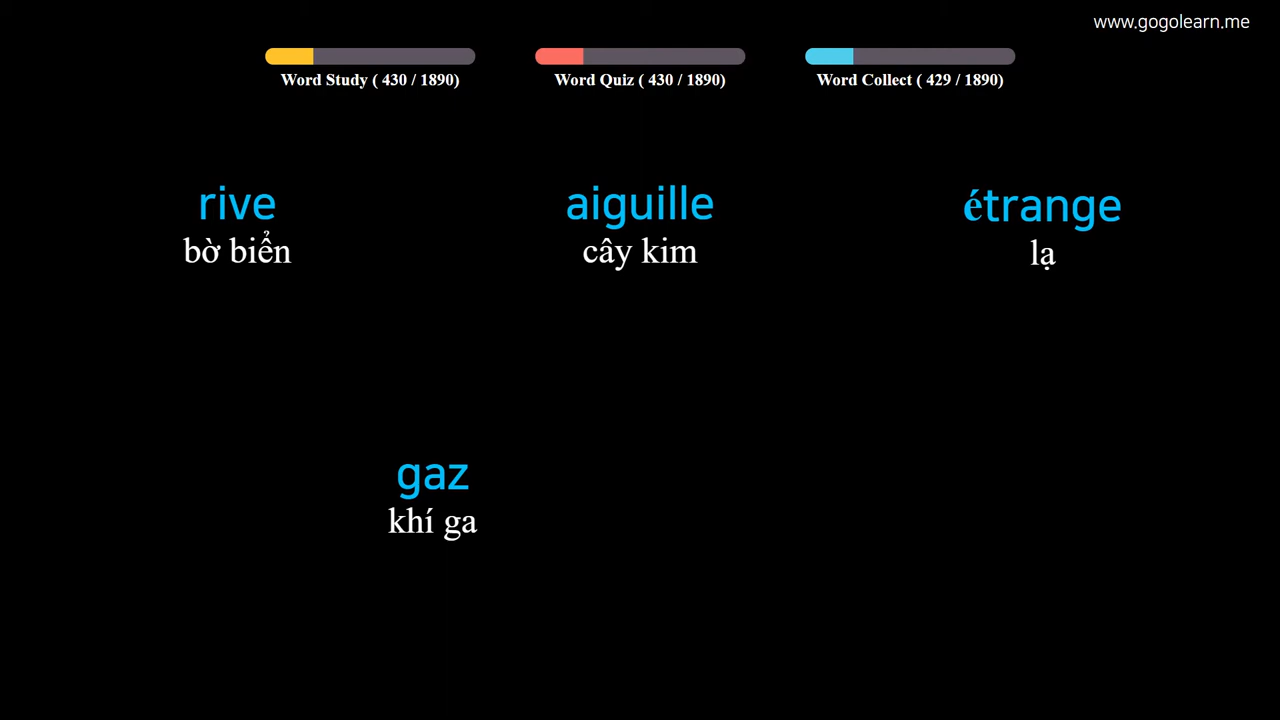 www.gogolearn.me
Word Study ( 430 / 1890)
Word Quiz ( 430 / 1890)
Word Collect ( 429 / 1890)
rive
bờ biển
aiguille
cây kim
étrange
lạ
gaz
khí ga